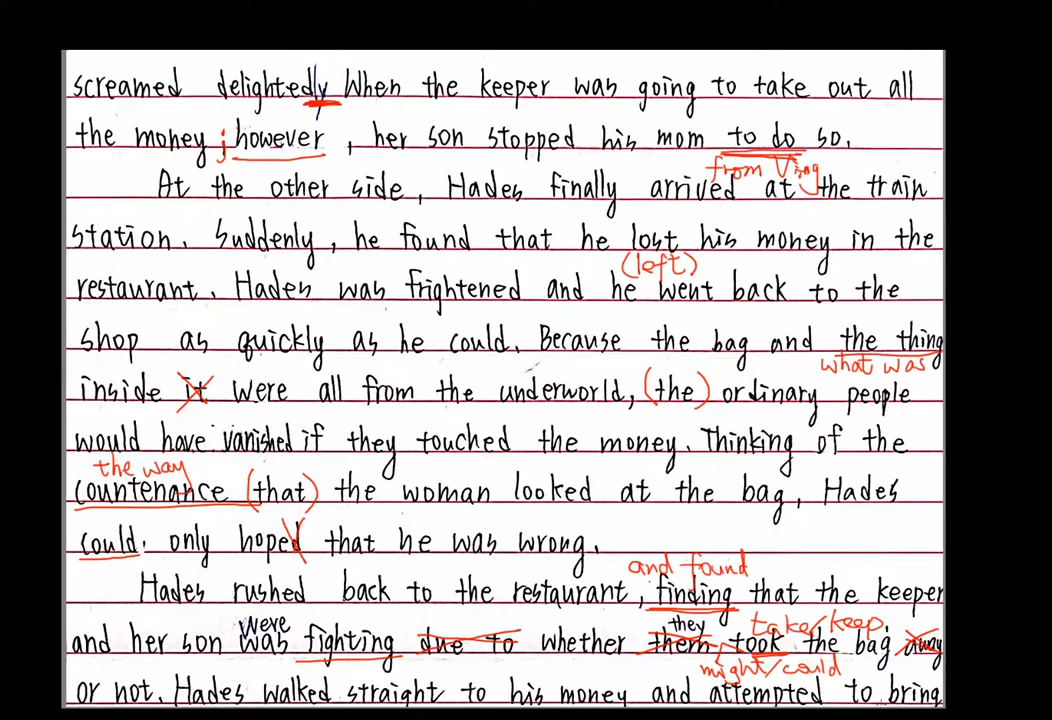 screamed delightedly When the keeper was going to take out all
the money ; however , her son stopped his mom to do so.
from Ving
At the other side, Hades finally arrived at the train
station. Suddenly, he found that he lost his money in the
(left)
restaurant. Hades was frightened and he went back to the
shop as quickly as he could. Because the bag and the thing
what was
inside it were all from the underworld, (the) ordinary people
would have vanished if they touched the money. Thinking of the
the way
countenance (that) the woman looked at the bag, Hades
could only hoped that he was wrong.
and found
Hades rushed back to the restaurant, finding that the keeper
were they take/keep
and her son was fighting due to whether them took the bag away
might/could
or not. Hades walked straight to his money and attempted to bring